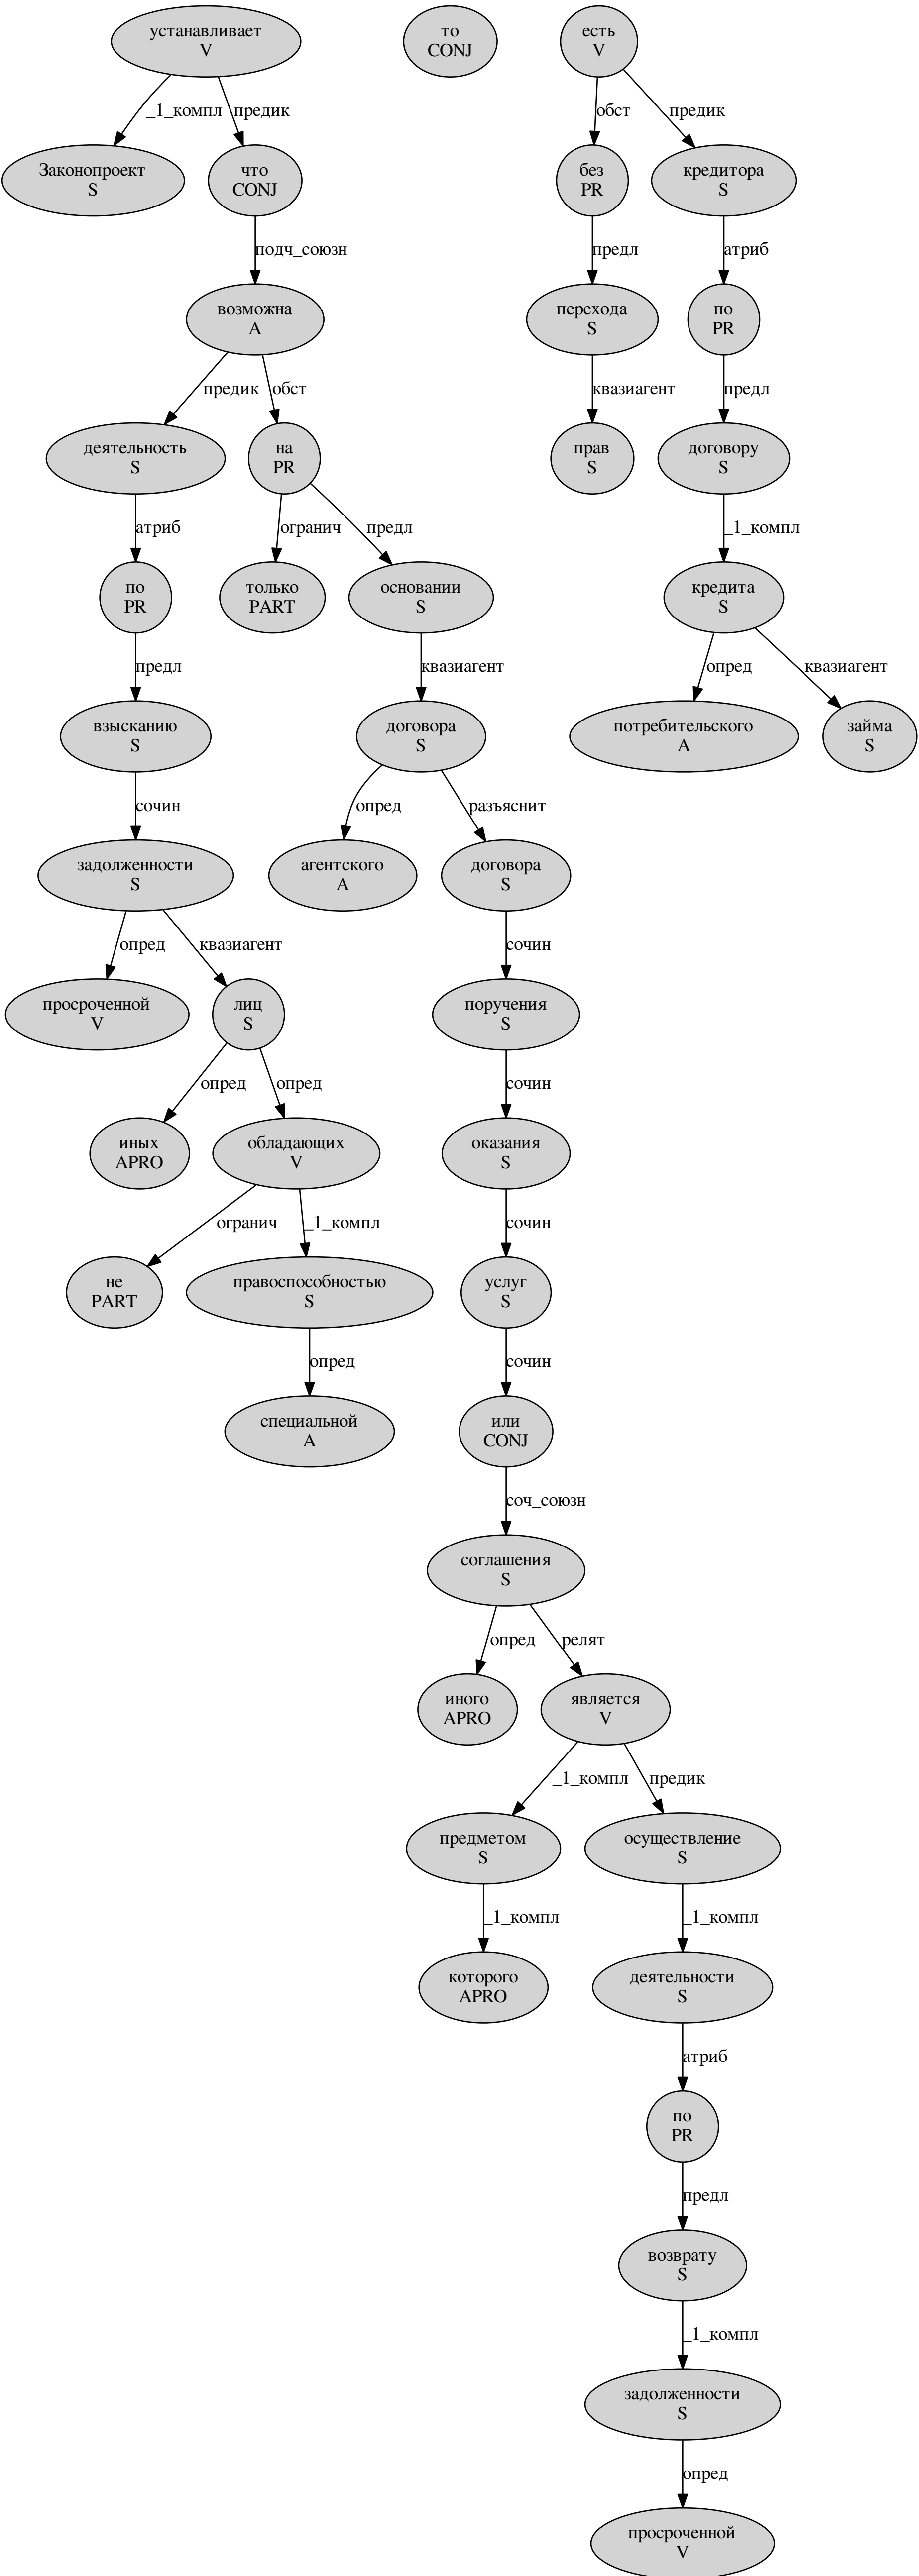 устанавливает
V
то
CONJ
есть
V
_1_компл
предик
обст
предик
Законопроект
S
что
CONJ
без
PR
кредитора
S
подч_союзн
предл
атриб
возможна
A
перехода
S
по
PR
предик
обст
квазиагент
предл
деятельность
S
на
PR
прав
S
договору
S
атриб
огранич
предл
_1_компл
по
PR
только
PART
основании
S
кредита
S
предл
квазиагент
опред
квазиагент
взысканию
S
договора
S
потребительского
A
займа
S
сочин
опред
разъяснит
задолженности
S
агентского
A
договора
S
опред
квазиагент
сочин
просроченной
V
лиц
S
поручения
S
опред
опред
сочин
иных
APRO
обладающих
V
оказания
S
огранич
_1_компл
сочин
не
PART
правоспособностью
S
услуг
S
опред
сочин
специальной
A
или
CONJ
соч_союзн
соглашения
S
опред
релят
иного
APRO
является
V
_1_компл
предик
предметом
S
осуществление
S
_1_компл
_1_компл
которого
APRO
деятельности
S
атриб
по
PR
предл
возврату
S
_1_компл
задолженности
S
опред
просроченной
V